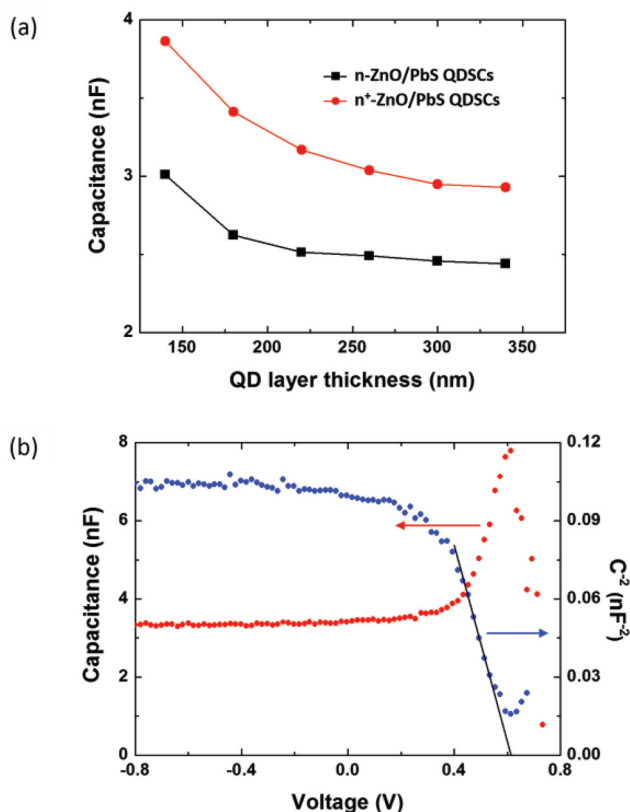 (a)
4
3
2
Capacitance (nF)
n-ZnO/PbS QDSCs
n⁺-ZnO/PbS QDSCs
150 200 250 300 350
QD layer thickness (nm)
(b)
8
6
4
2
0
Capacitance (nF)
0.12
0.09
0.06
0.03
0.00
C⁻² (nF⁻²)
-0.8 -0.4 0.0 0.4 0.8
Voltage (V)